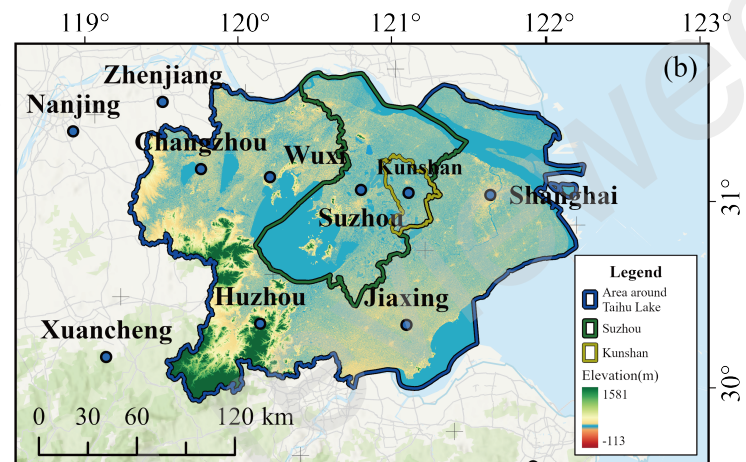 119° 120° 121° 122° 123°
(b)
Zhenjiang
Nanjing
Changzhou
Wuxi
Kunshan
Suzhou
Shanghai
31°
Huzhou
Jiaxing
Xuancheng
30°
Legend
Area around
Taihu Lake
Suzhou
Kunshan
Elevation(m)
1581
-113
0 30 60 120 km